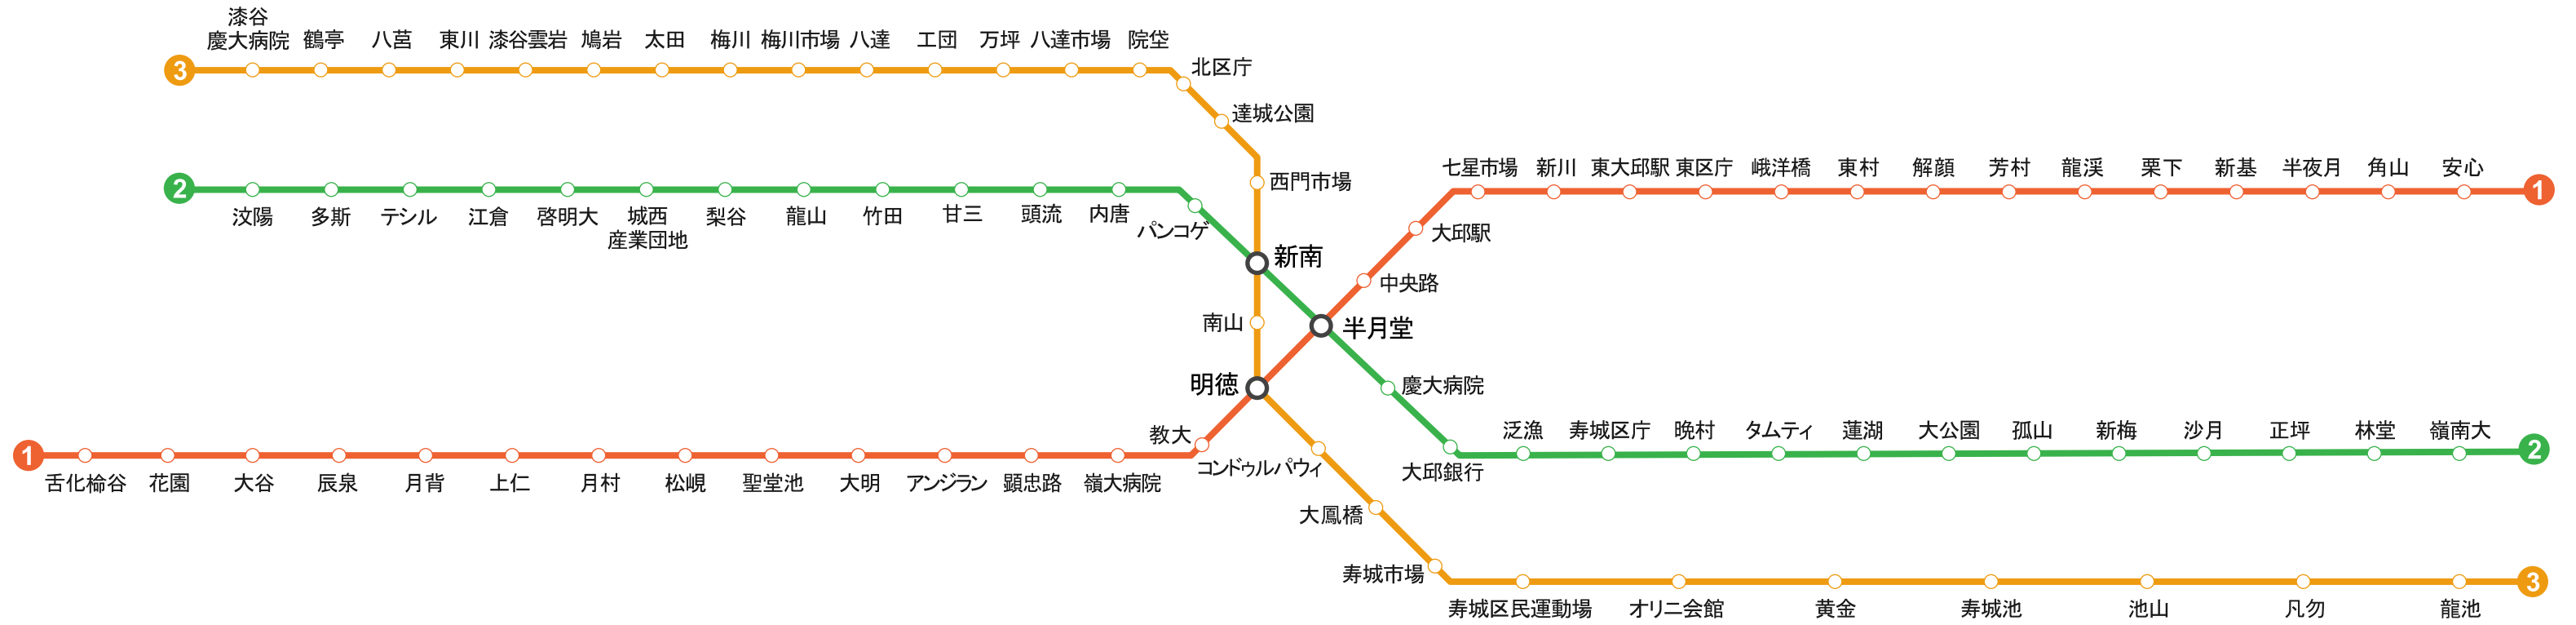 漆谷
慶大病院
鶴亭
八莒
東川
漆谷雲岩
鳩岩
太田
梅川
梅川市場
八達
工団
万坪
八達市場
院垈
3
北区庁
達城公園
西門市場
2
汶陽
多斯
テシル
江倉
啓明大
城西
産業団地
梨谷
龍山
竹田
甘三
頭流
内唐
パンコゲ
新南
南山
明徳
七星市場
新川
東大邱駅
東区庁
峨洋橋
東村
解顔
芳村
龍渓
栗下
新基
半夜月
角山
安心
1
大邱駅
中央路
半月堂
慶大病院
大邱銀行
泛漁
寿城区庁
晩村
タムティ
蓮湖
大公園
孤山
新梅
沙月
正坪
林堂
嶺南大
2
1
舌化楡谷
花園
大谷
辰泉
月背
上仁
月村
松峴
聖堂池
大明
アンジラン
顕忠路
嶺大病院
教大
コンドゥルパウィ
大鳳橋
寿城市場
寿城区民運動場
オリニ会館
黄金
寿城池
池山
凡勿
龍池
3